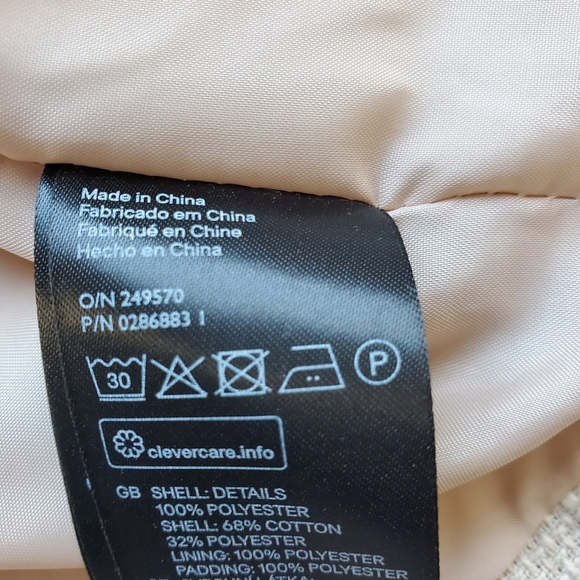 Made in China
Fabricado em China
Fabriqué en Chine
Hecho en China
O/N 249570
P/N 0286883 1
30 P
clevercare.info
GB SHELL: DETAILS
100% POLYESTER
SHELL: 68% COTTON
32% POLYESTER
LINING: 100% POLYESTER
PADDING: 100% POLYESTER